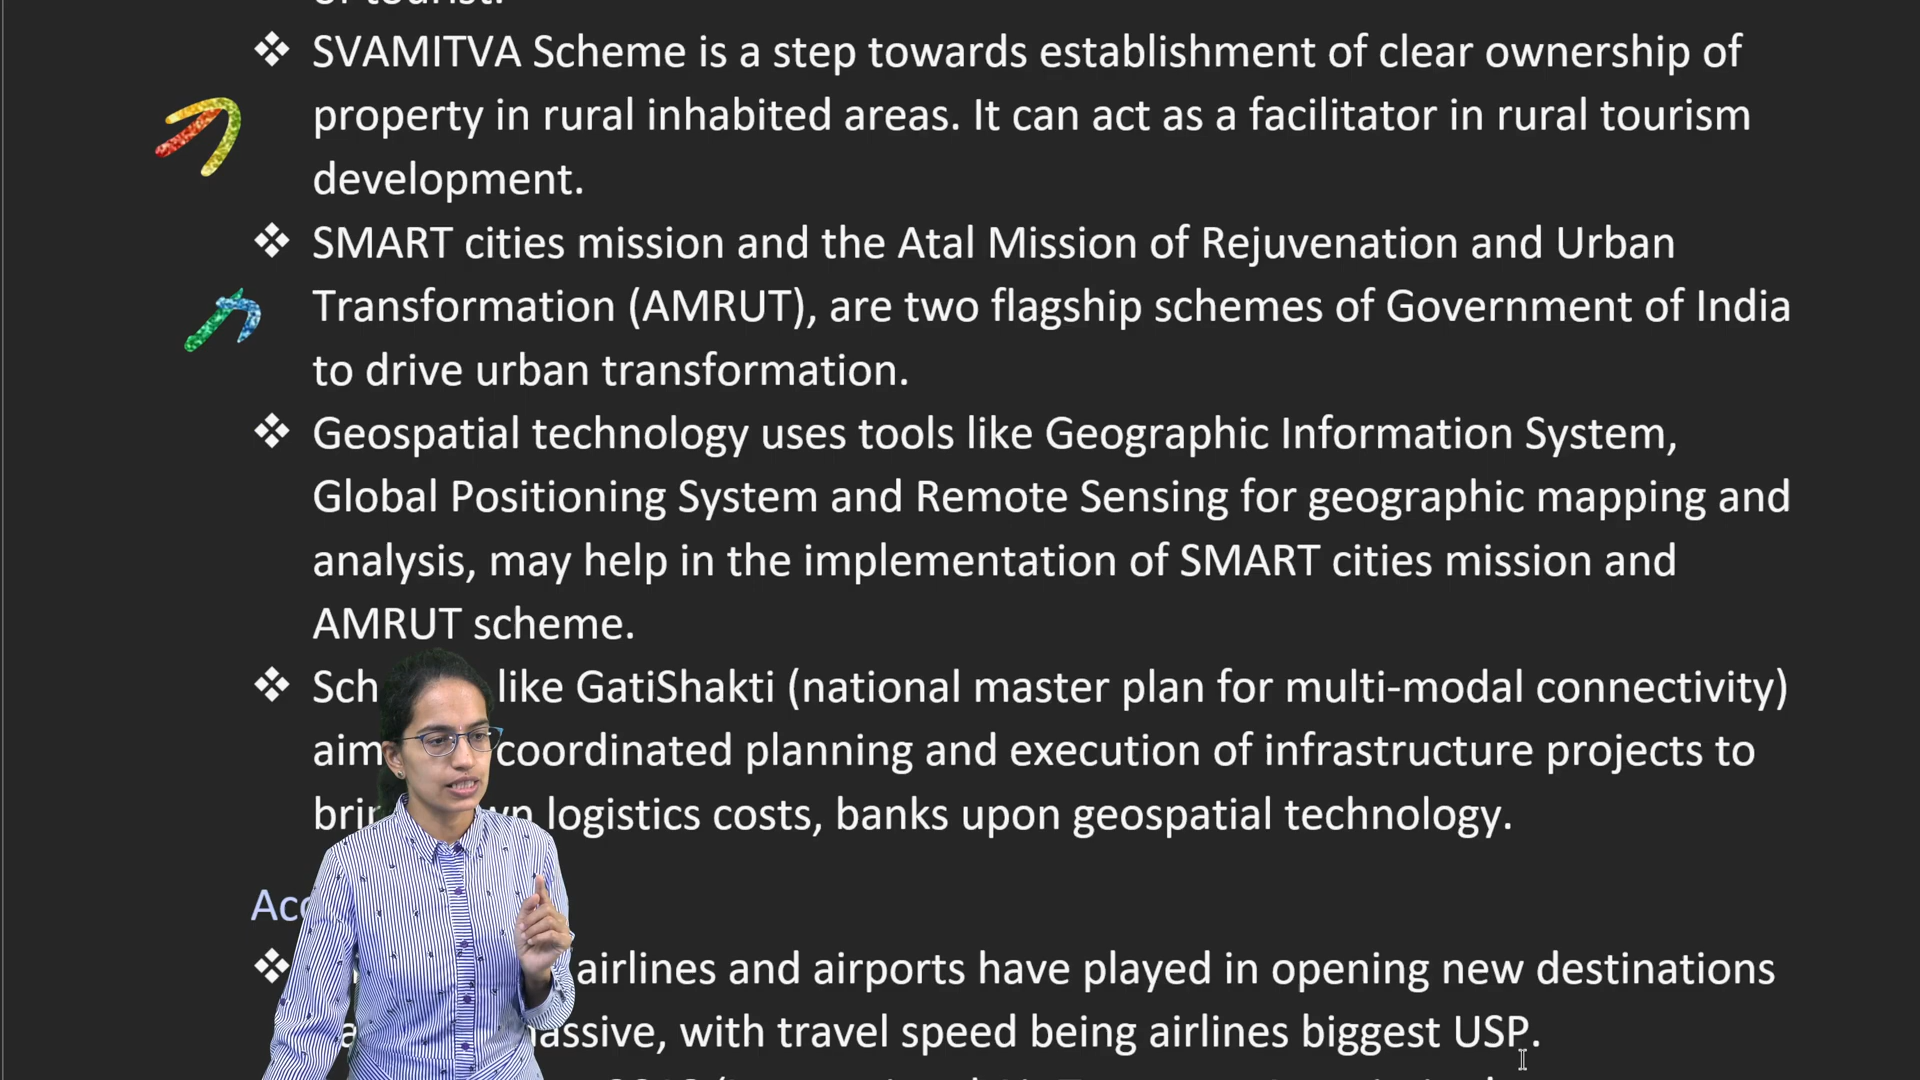 of tourist.
❖ SVAMITVA Scheme is a step towards establishment of clear ownership of
property in rural inhabited areas. It can act as a facilitator in rural tourism
development.
❖ SMART cities mission and the Atal Mission of Rejuvenation and Urban
Transformation (AMRUT), are two flagship schemes of Government of India
to drive urban transformation.
❖ Geospatial technology uses tools like Geographic Information System,
Global Positioning System and Remote Sensing for geographic mapping and
analysis, may help in the implementation of SMART cities mission and
AMRUT scheme.
❖ like GatiShakti (national master plan for multi-modal connectivity)
coordinated planning and execution of infrastructure projects to
logistics costs, banks upon geospatial technology.
❖ airlines and airports have played in opening new destinations
massive, with travel speed being airlines biggest USP.